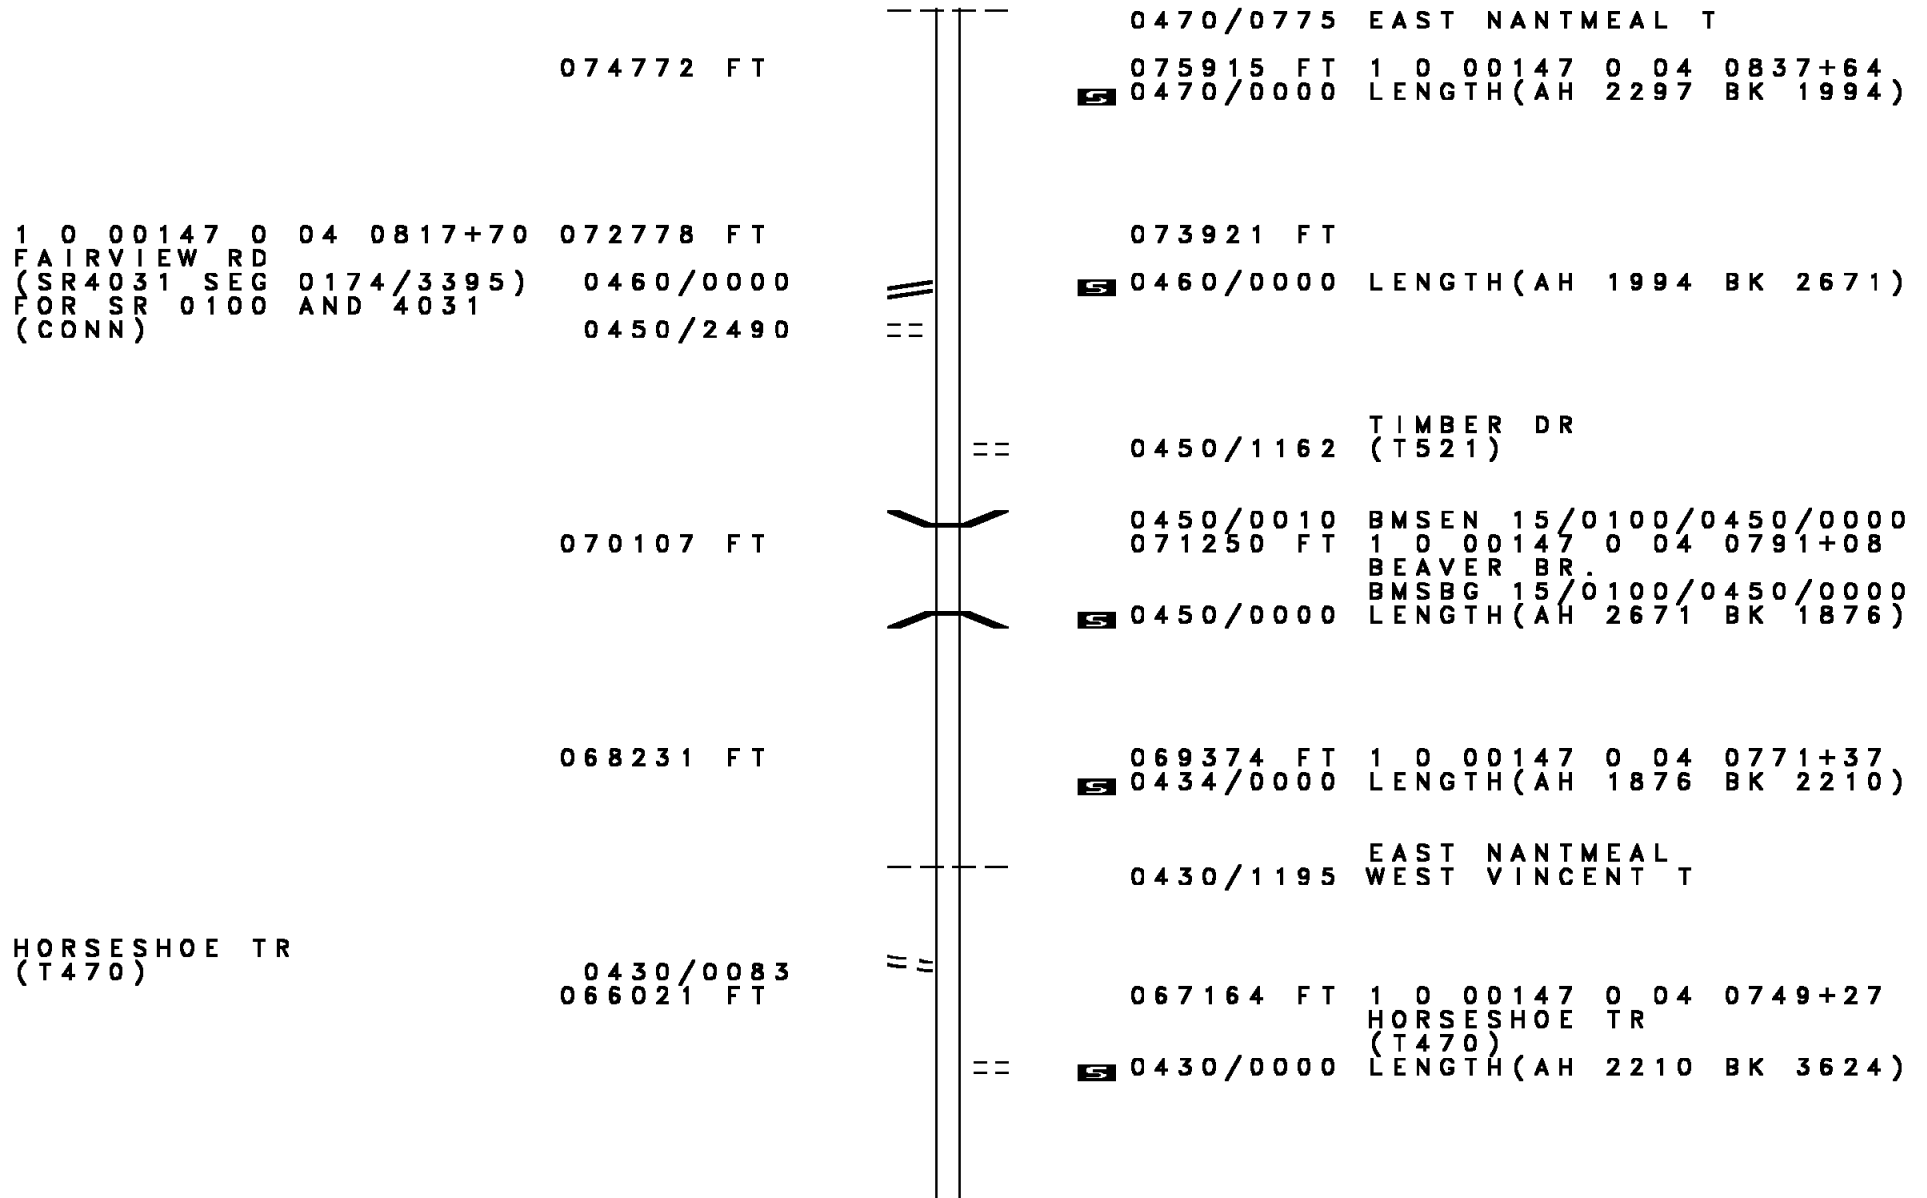 0470/0775 EAST NANTMEAL T
074772 FT 075915 FT 1 0 00147 0 04 0837+64
S 0470/0000 LENGTH(AH 2297 BK 1994)
1 0 00147 0 04 0817+70 072778 FT 073921 FT
FAIRVIEW RD
(SR4031 SEG 0174/3395) 0460/0000 S 0460/0000 LENGTH(AH 1994 BK 2671)
FOR SR 0100 AND 4031
(CONN) 0450/2490
TIMBER DR
0450/1162 (T521)
0450/0010 BMSEN 15/0100/0450/0000
070107 FT 071250 FT 1 0 00147 0 04 0791+08
BEAVER BR.
BMSBG 15/0100/0450/0000
S 0450/0000 LENGTH(AH 2671 BK 1876)
068231 FT 069374 FT 1 0 00147 0 04 0771+37
S 0434/0000 LENGTH(AH 1876 BK 2210)
EAST NANTMEAL
0430/1195 WEST VINCENT T
HORSESHOE TR
(T470) 0430/0083
066021 FT 067164 FT 1 0 00147 0 04 0749+27
HORSESHOE TR
(T470)
S 0430/0000 LENGTH(AH 2210 BK 3624)